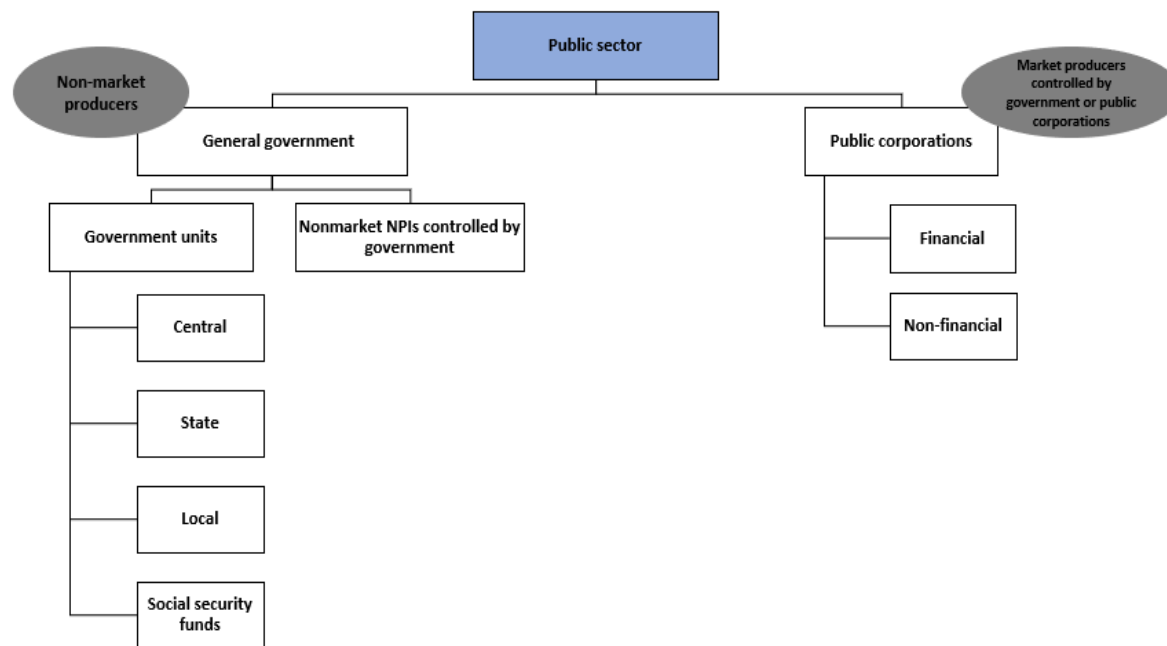 Public sector
Non-market
producers
Market producers
controlled by
government or public
corporations
General government
Public corporations
Government units
Nonmarket NPIs controlled by
government
Financial
Central
Non-financial
State
Local
Social security
funds